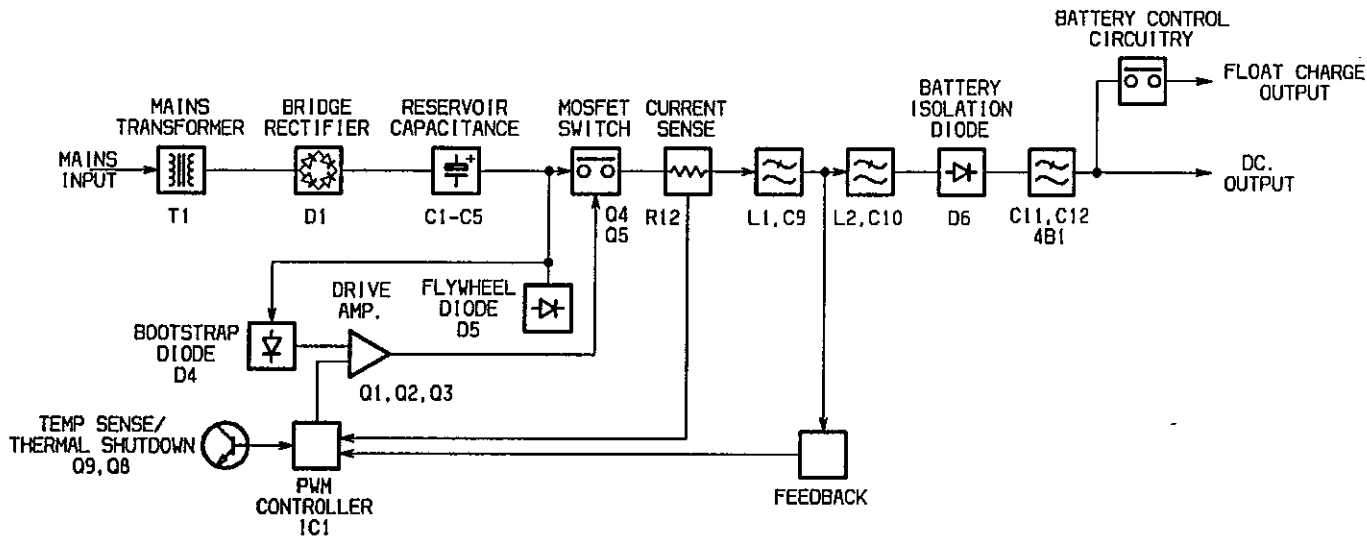 BATTERY CONTROL
CIRCUITRY
FLOAT CHARGE
OUTPUT
MAINS
TRANSFORMER
BRIDGE
RECTIFIER
RESERVOIR
CAPACITANCE
MOSFET
SWITCH
CURRENT
SENSE
BATTERY
ISOLATION
DIODE
MAINS
INPUT
DC.
OUTPUT
T1
D1
C1-C5
Q4
Q5
R12
L1,C9
L2,C10
D6
C11,C12
4B1
BOOTSTRAP
DIODE
D4
DRIVE
AMP.
FLYWHEEL
DIODE
D5
Q1,Q2,Q3
TEMP SENSE/
THERMAL SHUTDOWN
Q9,Q8
PWM
CONTROLLER
IC1
FEEDBACK